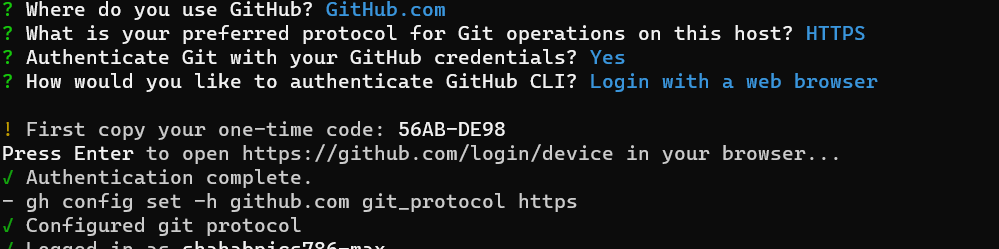 ? Where do you use GitHub? GitHub.com
? What is your preferred protocol for Git operations on this host? HTTPS
? Authenticate Git with your GitHub credentials? Yes
? How would you like to authenticate GitHub CLI? Login with a web browser
! First copy your one-time code: 56AB-DE98
Press Enter to open https://github.com/login/device in your browser...
✓ Authentication complete.
- gh config set -h github.com git_protocol https
✓ Configured git protocol
✓ Logged in as shahabpics786-max